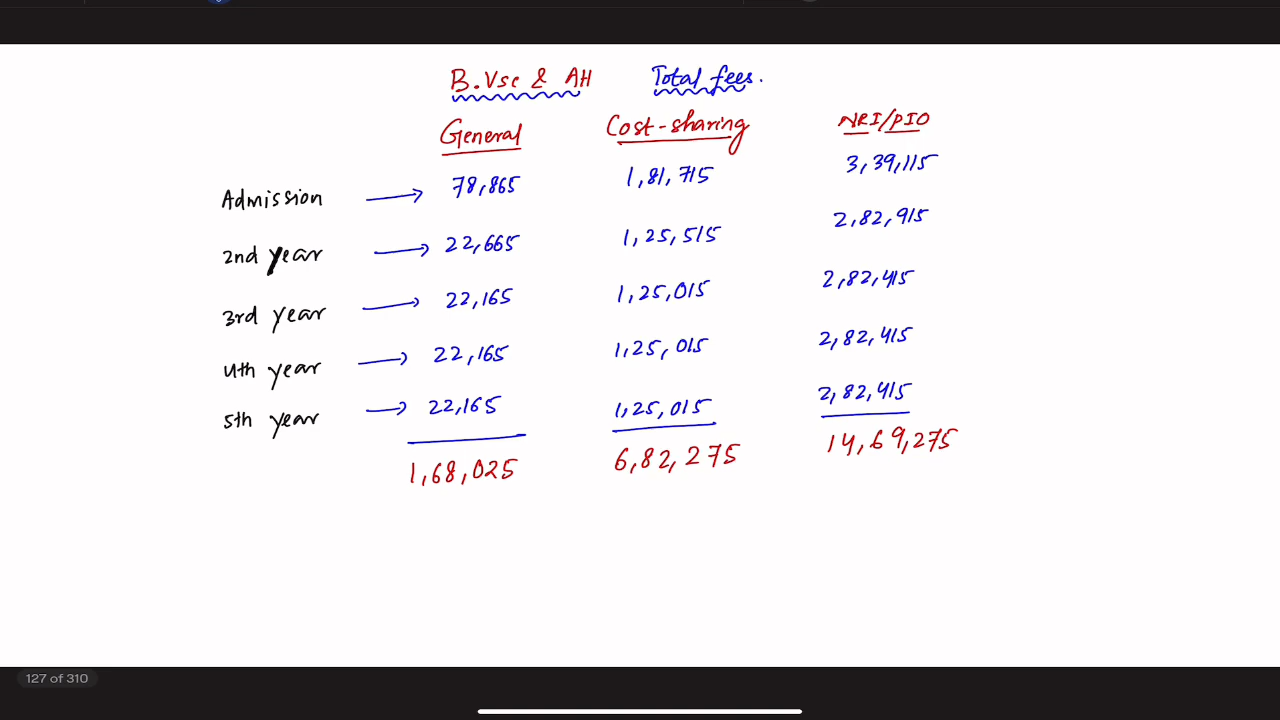 B.Vsc & AH Total fees.
General Cost-sharing NRI/PIO
Admission → 78,865 1,81,715 3,39,115
2nd year → 22,665 1,25,515 2,82,915
3rd year → 22,165 1,25,015 2,82,415
4th year → 22,165 1,25,015 2,82,415
5th year → 22,165 1,25,015 2,82,415
1,68,025 6,82,275 14,69,275
127 of 310